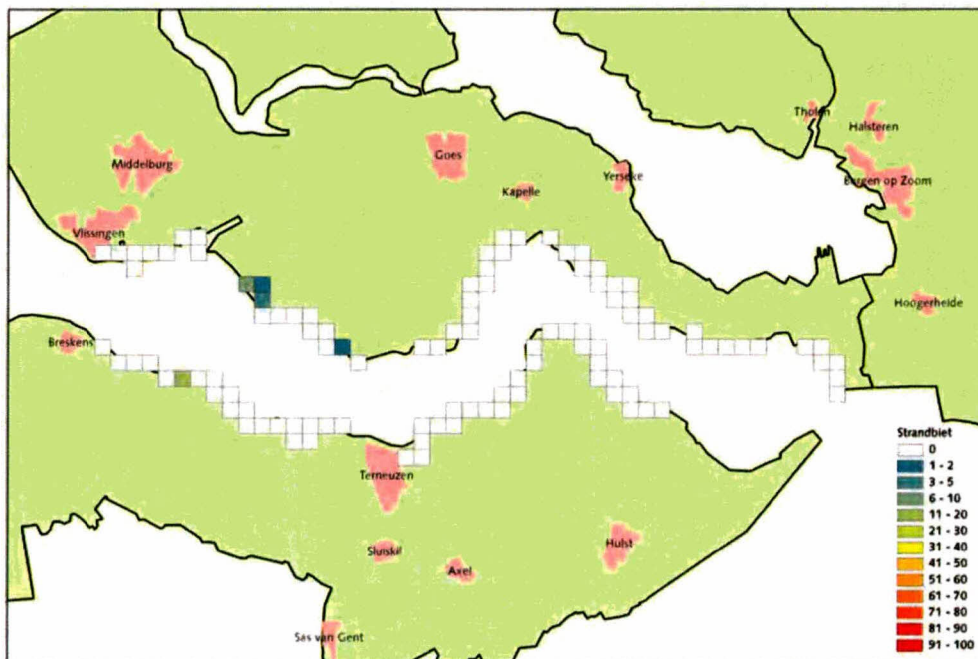 Tholen
Halsteren
Middelburg
Goes
Kapelle
Yerseke
Bergen op Zoom
Vlissingen
Hoogerheide
Breskens
Terneuzen
Sluiskil
Axel
Hulst
Sas van Gent
Strandbiet
0
1 - 2
3 - 5
6 - 10
11 - 20
21 - 30
31 - 40
41 - 50
51 - 60
61 - 70
71 - 80
81 - 90
91 - 100